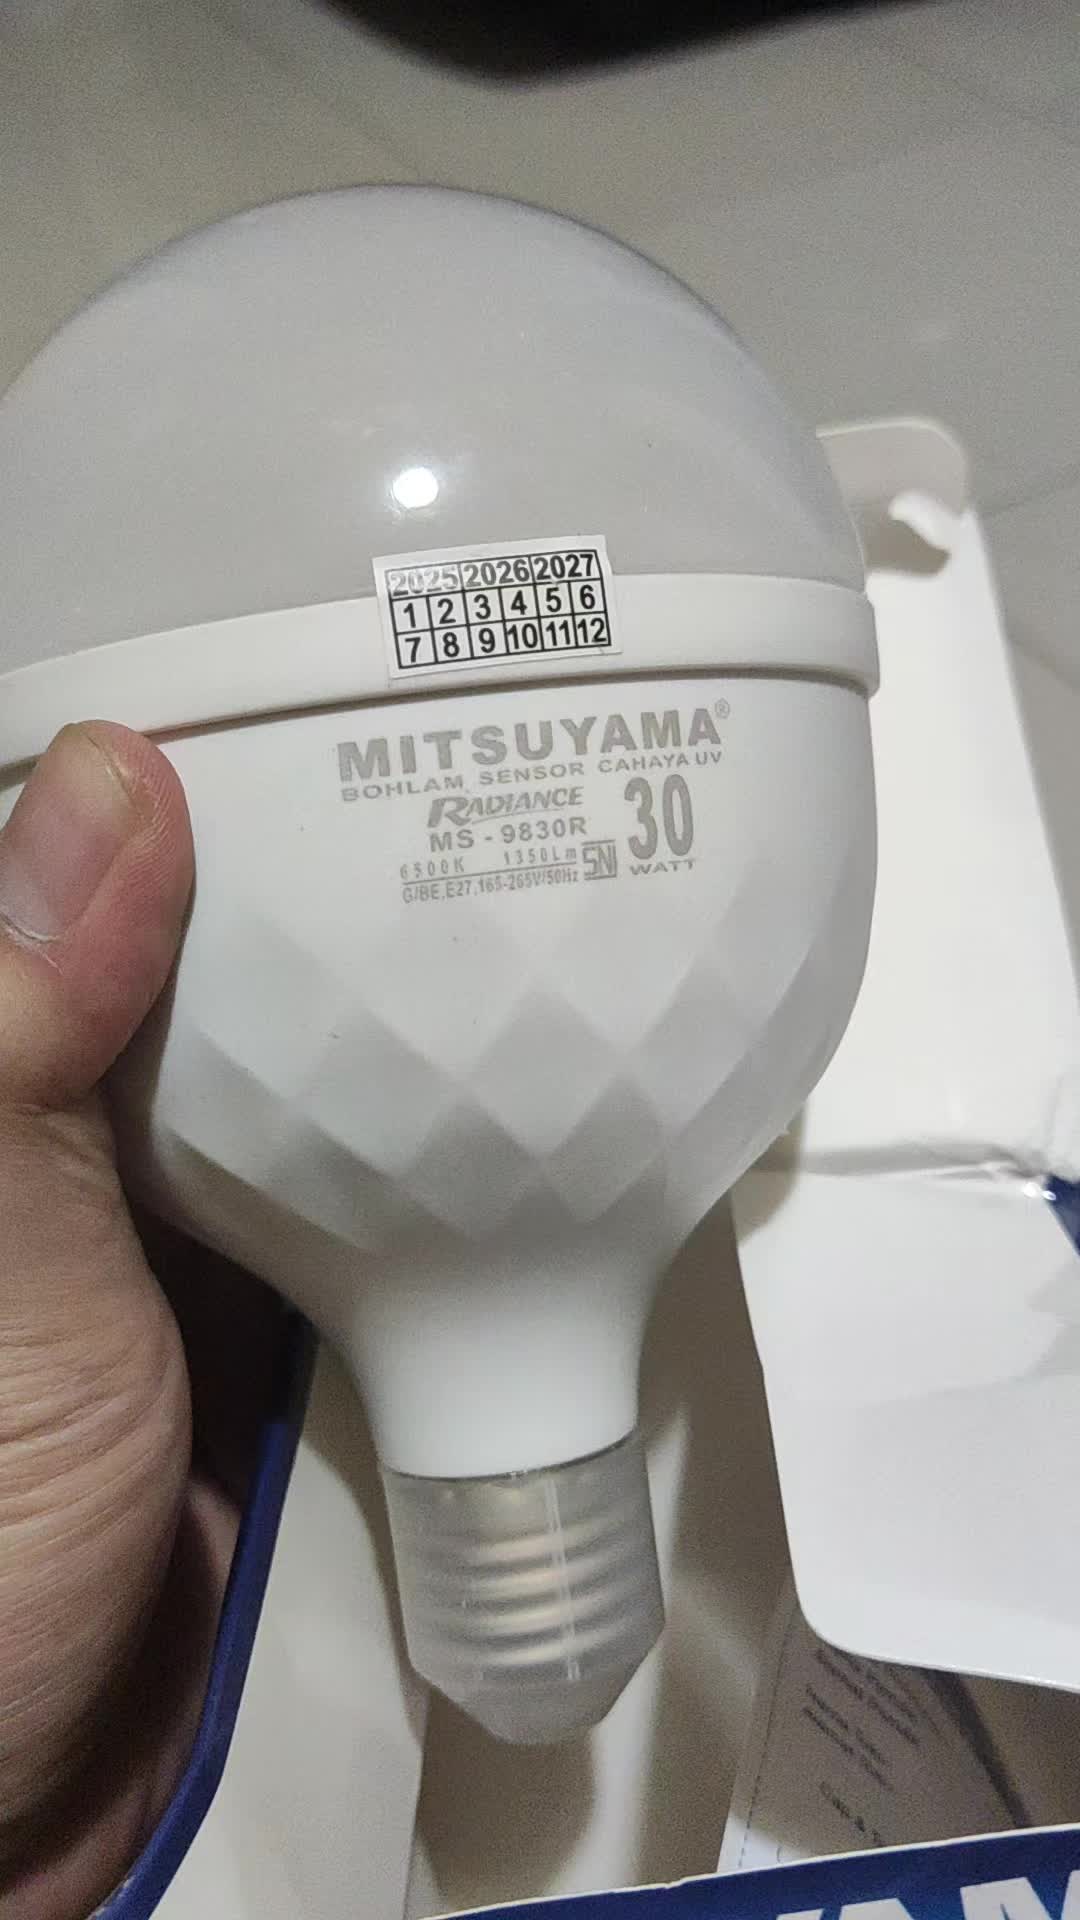 2025 2026 2027
1 2 3 4 5 6
7 8 9 10 11 12
MITSUYAMA®
BOHLAM SENSOR CAHAYA UV
RADIANCE
MS - 9830R
30
WATT
6500K 1350Lm
SNI
G/BE,E27,165-265V/50Hz